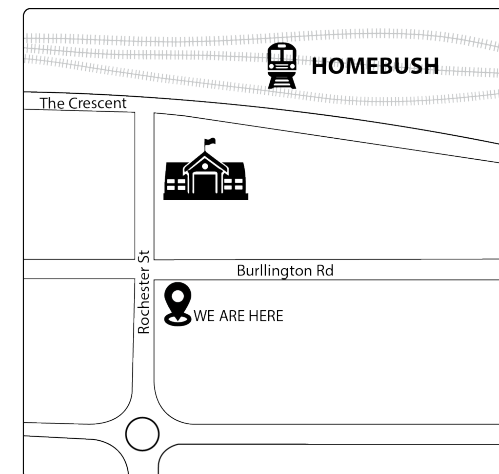 HOMEBUSH
The Crescent
Burllington Rd
Rochester St
WE ARE HERE